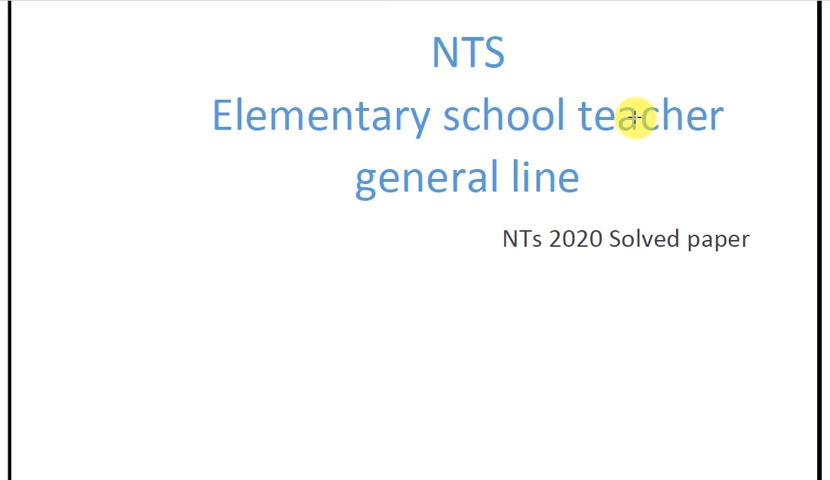 NTS
Elementary school teacher
general line
NTs 2020 Solved paper